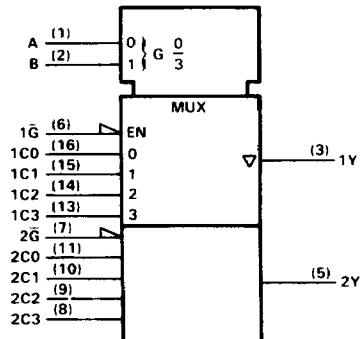 A (1) 0 } G 0/3
B (2) 1
MUX
1G̅ (6) EN
1C0 (16) 0
1C1 (15) 1
1C2 (14) 2
1C3 (13) 3
(3) 1Y
2G̅ (7)
2C0 (11)
2C1 (10)
2C2 (9)
2C3 (8)
(5) 2Y